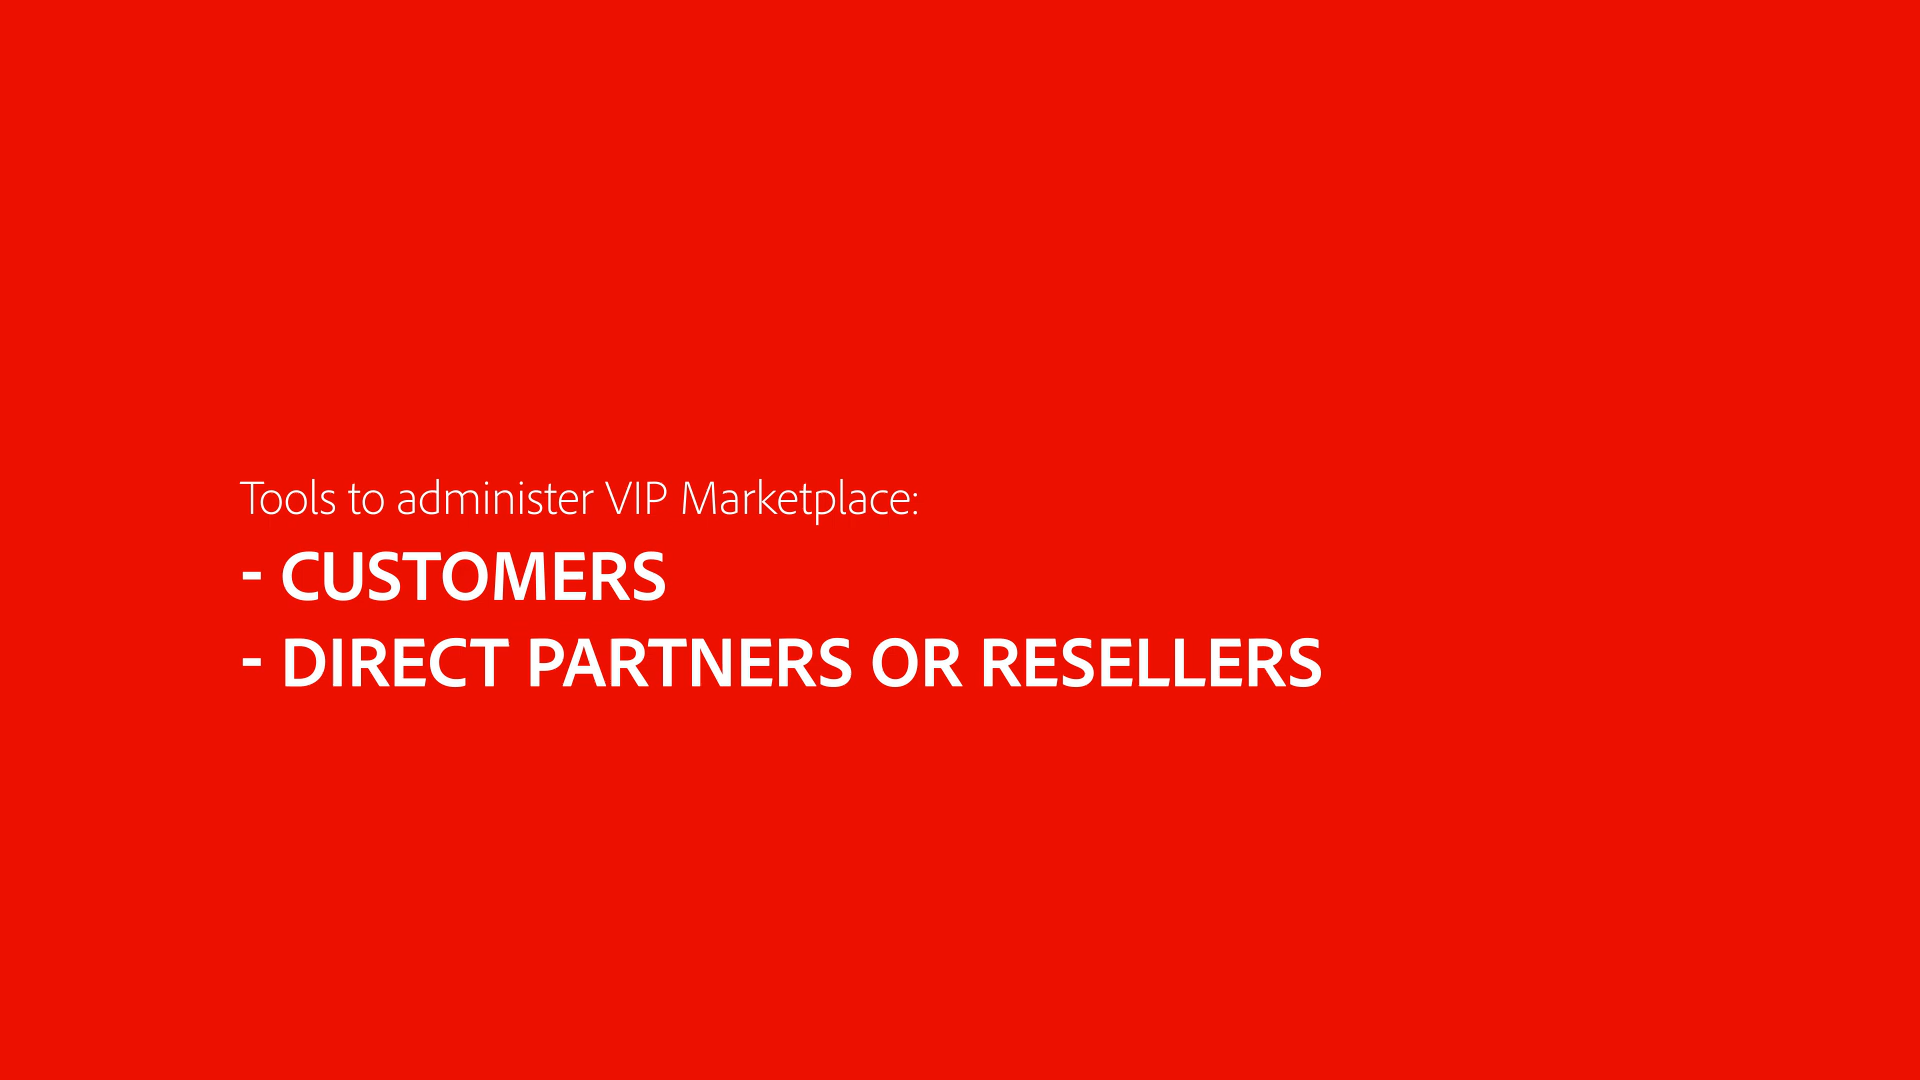 Tools to administer VIP Marketplace:
- CUSTOMERS
- DIRECT PARTNERS OR RESELLERS